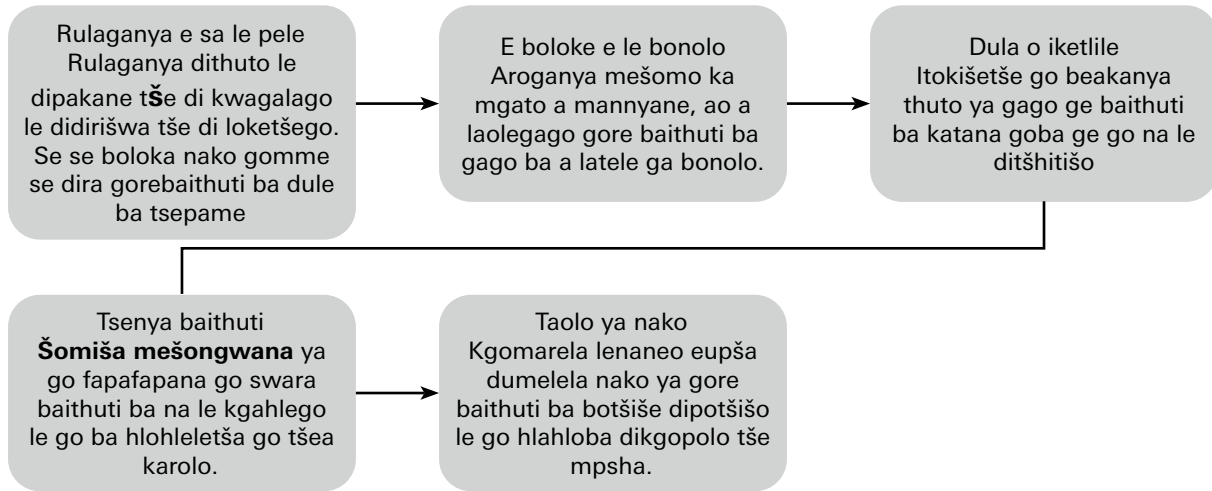 Rulaganya e sa le pele
Rulaganya dithuto le
dipakane tše di kwagalago
le didirišwa tše di loketšego.
Se se boloka nako gomme
se dira gorebaithuti ba dule
ba tsepame
E boloke e le bonolo
Aroganya mešomo ka
mgato a mannyane, ao a
laolegago gore baithuti ba
gago ba a latele ga bonolo.
Dula o iketlile
Itokišetše go beakanya
thuto ya gago ge baithuti
ba katana goba ge go na le
ditšhitišo
Tsenya baithuti
Šomiša mešongwana ya
go fapafapana go swara
baithuti ba na le kgahlego
le go ba hlohleletša go tšea
karolo.
Taolo ya nako
Kgomarela lenaneo eupša
dumelela nako ya gore
baithuti ba botšiše dipotšišo
le go hlahloba dikgopolo tše
mpsha.